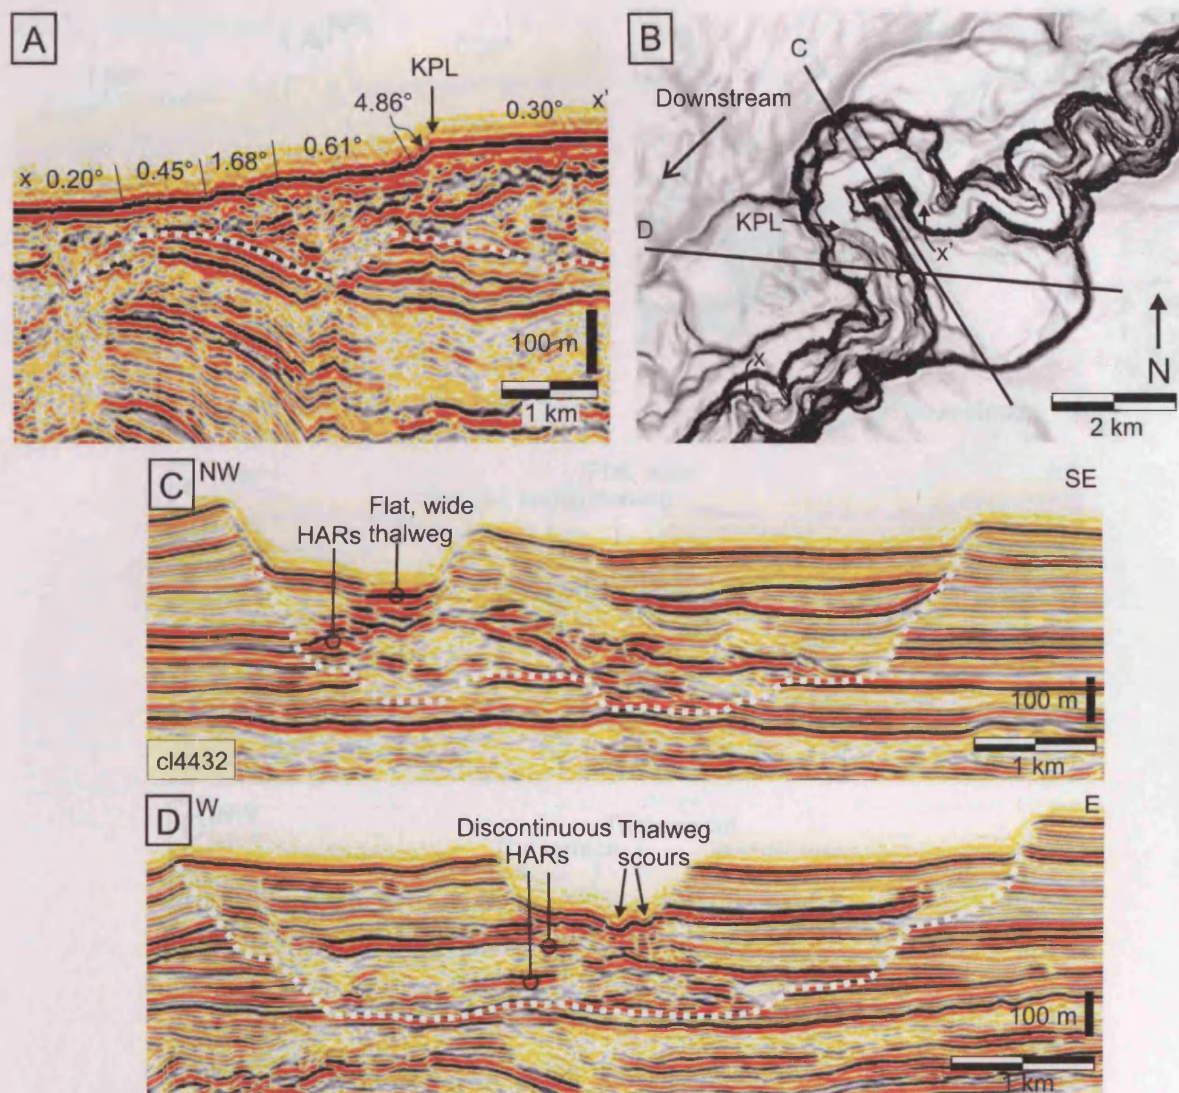 A
KPL
4.86°
0.30°
x'
x
0.20°
0.45°
1.68°
0.61°
100 m
1 km
B
C
Downstream
KPL
D
x'
x
N
2 km
C
NW
SE
Flat, wide
HARs thalweg
100 m
1 km
cl4432
D
W
E
Discontinuous Thalweg
HARs scours
100 m
1 km